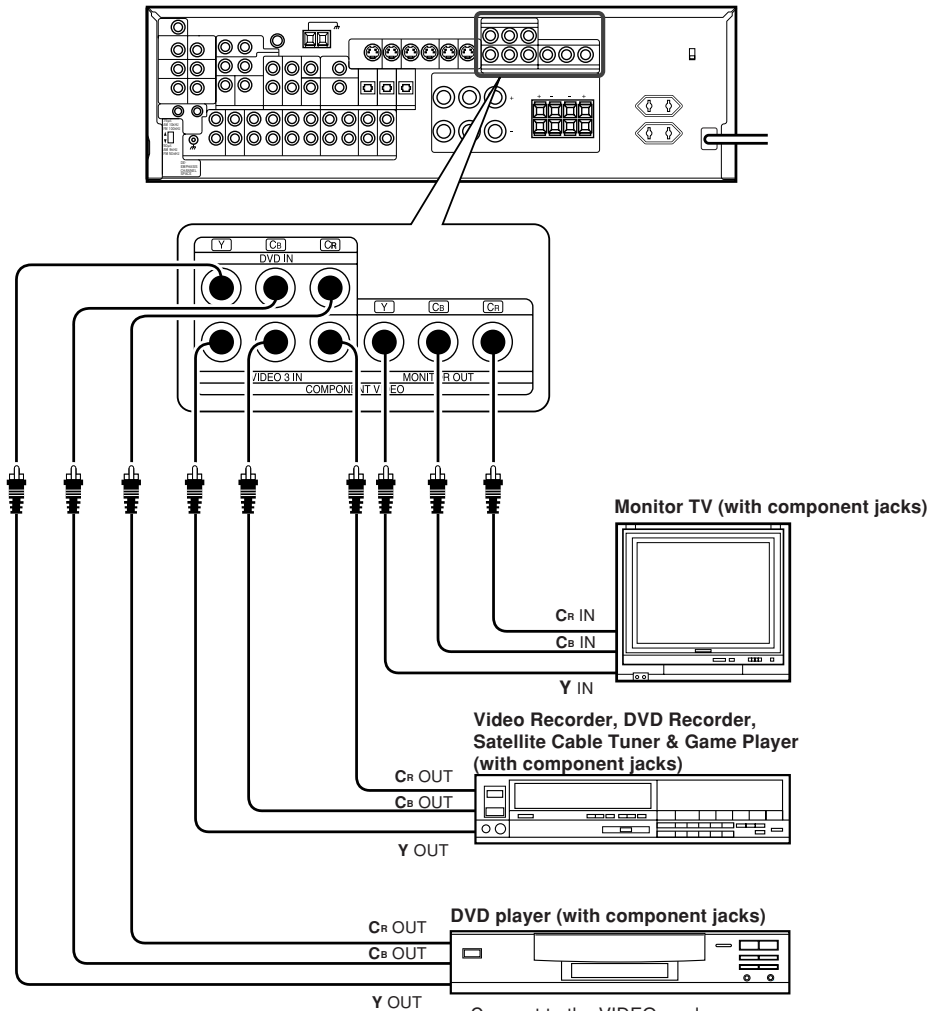 +
-
+ - - +
Y CB CR
DVD IN
Y CB CR
VIDEO 3 IN MONITOR OUT
COMPONENT VIDEO
Monitor TV (with component jacks)
CR IN
CB IN
Y IN
Video Recorder, DVD Recorder,
Satellite Cable Tuner & Game Player
(with component jacks)
CR OUT
CB OUT
Y OUT
DVD player (with component jacks)
CR OUT
CB OUT
Y OUT